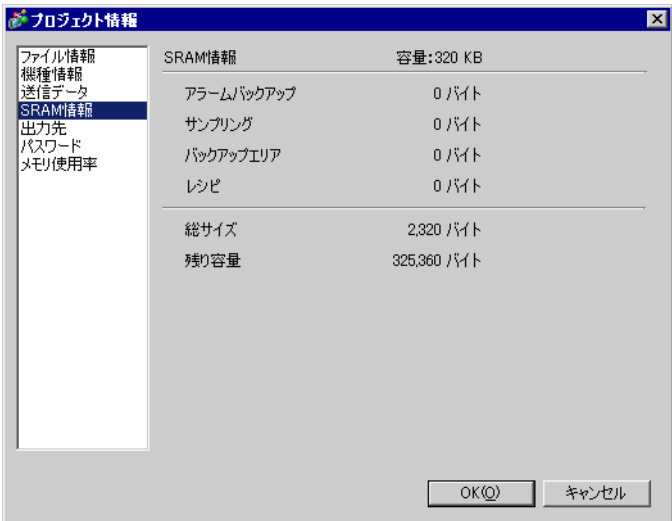 プロジェクト情報
ファイル情報
機種情報
送信データ
SRAM情報
出力先
パスワード
メモリ使用率
SRAM情報 容量:320 KB
アラームバックアップ 0 バイト
サンプリング 0 バイト
バックアップエリア 0 バイト
レシピ 0 バイト
総サイズ 2,320 バイト
残り容量 325,360 バイト
OK(O) キャンセル